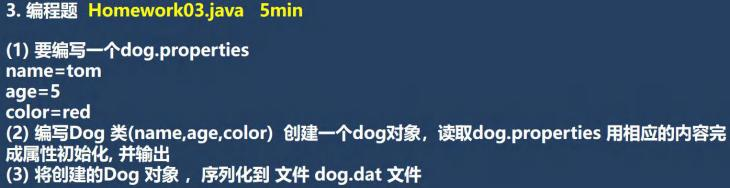 3. 编程题 Homework03.java 5min
(1) 要编写一个dog.properties
name=tom
age=5
color=red
(2) 编写Dog 类(name,age,color) 创建一个dog对象，读取dog.properties 用相应的内容完
成属性初始化, 并输出
(3) 将创建的Dog 对象 ，序列化到 文件 dog.dat 文件